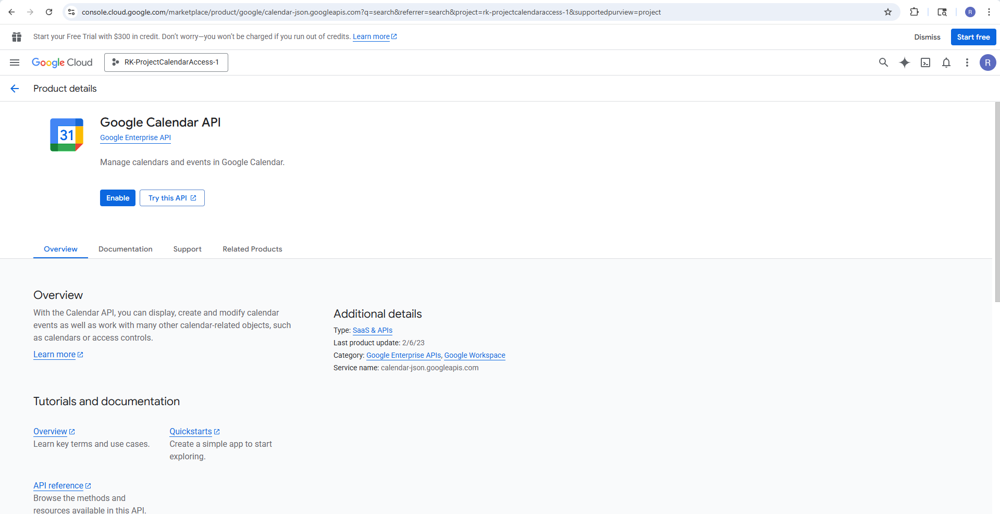 console.cloud.google.com/marketplace/product/google/calendar-json.googleapis.com?q=search&referrer=search&project=rk-projectcalendaraccess-1&supportedpurview=project
R
Start your Free Trial with $300 in credit. Don’t worry—you won’t be charged if you run out of credits. Learn more
Dismiss
Start free
Google Cloud
RK-ProjectCalendarAccess-1
R
Product details
31
Google Calendar API
Google Enterprise API
Manage calendars and events in Google Calendar.
Enable
Try this API
Overview
Documentation
Support
Related Products
Overview
With the Calendar API, you can display, create and modify calendar
events as well as work with many other calendar-related objects, such
as calendars or access controls.
Learn more
Additional details
Type: SaaS & APIs
Last product update: 2/6/23
Category: Google Enterprise APIs, Google Workspace
Service name: calendar-json.googleapis.com
Tutorials and documentation
Overview
Learn key terms and use cases.
Quickstarts
Create a simple app to start
exploring.
API reference
Browse the methods and
resources available in this API.